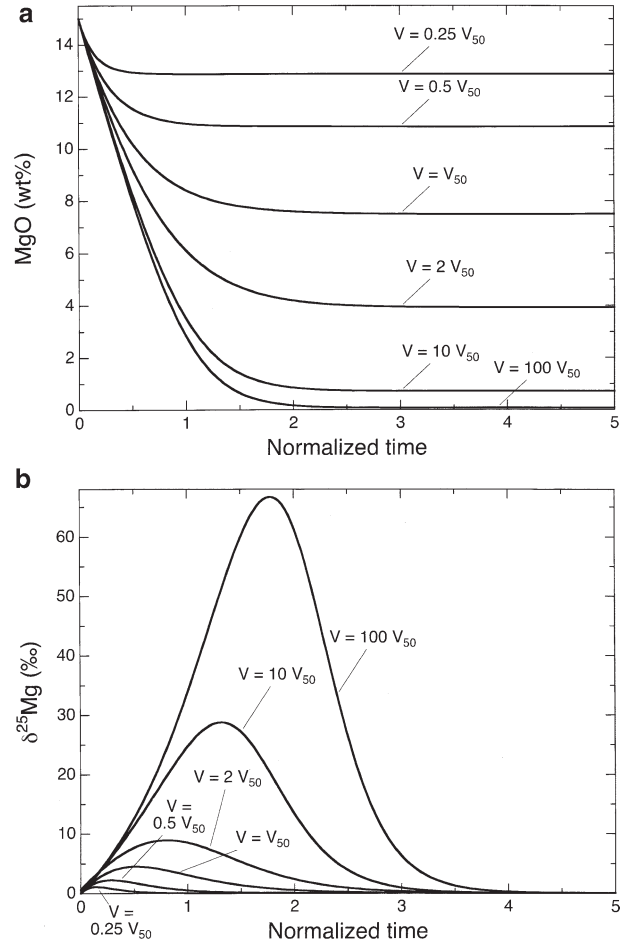 a
14
12
10
8
6
4
2
0
MgO (wt%)
V = 0.25 V50
V = 0.5 V50
V = V50
V = 2 V50
V = 10 V50
V = 100 V50
0 1 2 3 4 5
Normalized time
b
60
50
40
30
20
10
0
δ25Mg (‰)
V = 100 V50
V = 10 V50
V = 2 V50
V =
0.5 V50
V = V50
V =
0.25 V50
0 1 2 3 4 5
Normalized time